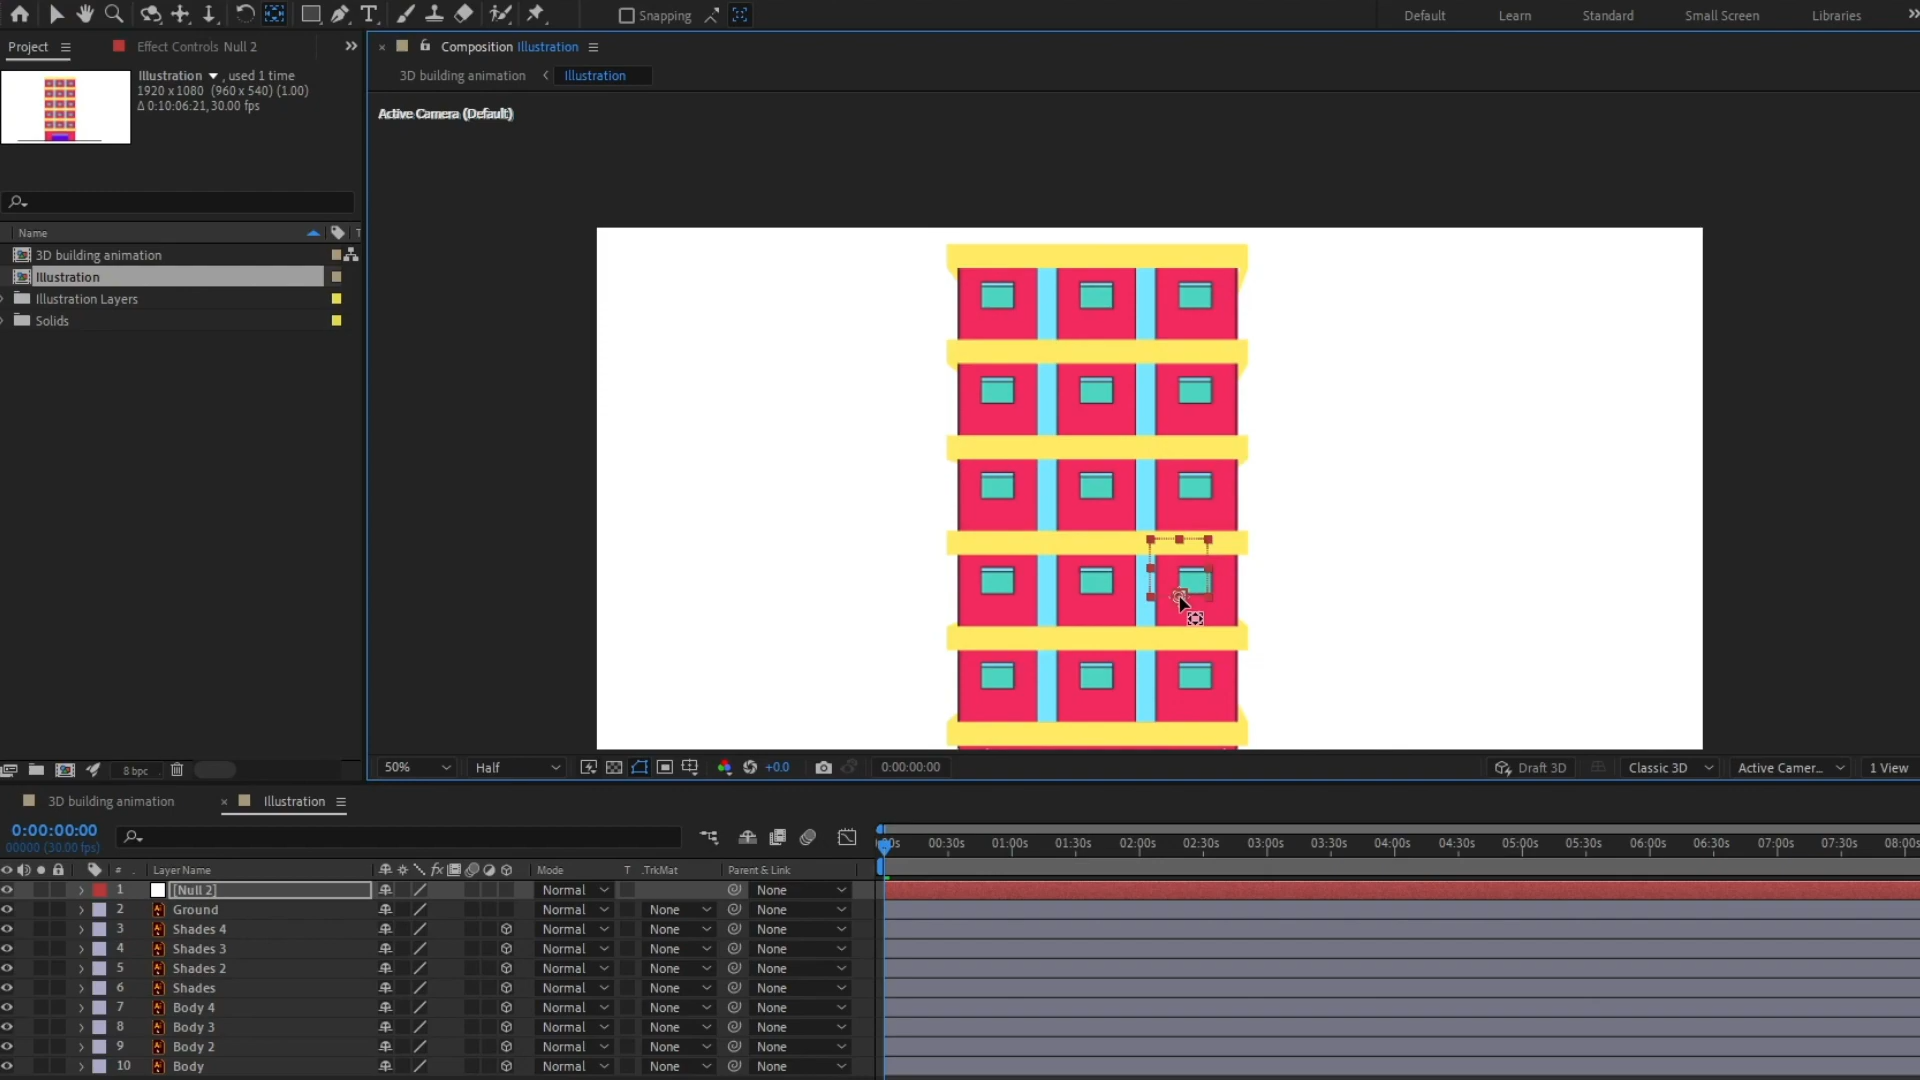 Snapping
Default
Learn
Standard
Small Screen
Libraries
Project
Effect Controls Null 2
Composition Illustration
Illustration , used 1 time
1920 x 1080 (960 x 540) (1.00)
Δ 0:10:06:21, 30.00 fps
3D building animation
Illustration
Active Camera (Default)
Name
T
3D building animation
Illustration
Illustration Layers
Solids
8 bpc
50%
Half
+0.0
0:00:00:00
Draft 3D
Classic 3D
Active Camer...
1 View
3D building animation
Illustration
0:00:00:00
00000 (30.00 fps)
00:30s 01:00s 01:30s 02:00s 02:30s 03:00s 03:30s 04:00s 04:30s 05:00s 05:30s 06:00s 06:30s 07:00s 07:30s 08:00s
# Layer Name fx Mode T .TrkMat Parent & Link
1 [Null 2] Normal None
2 Ground Normal None None
3 Shades 4 Normal None None
4 Shades 3 Normal None None
5 Shades 2 Normal None None
6 Shades Normal None None
7 Body 4 Normal None None
8 Body 3 Normal None None
9 Body 2 Normal None None
10 Body Normal None None